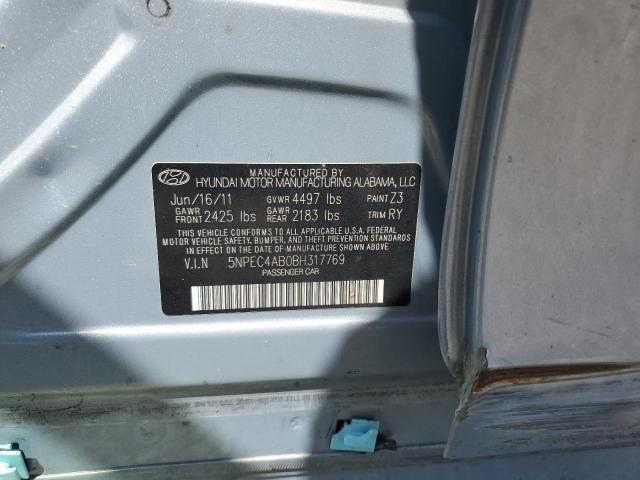 MANUFACTURED BY
HYUNDAI MOTOR MANUFACTURING ALABAMA, LLC
Jun/16/11 GVWR 4497 lbs PAINT Z3
GAWR FRONT 2425 lbs GAWR REAR 2183 lbs TRIM RY
THIS VEHICLE CONFORMS TO ALL APPLICABLE U.S.A FEDERAL
MOTOR VEHICLE SAFETY, BUMPER, AND THEFT PREVENTION STANDARDS
IN EFFECT ON THE DATE OF MANUFACTURE SHOWN ABOVE.
V.I.N 5NPEC4AB0BH317769
PASSENGER CAR